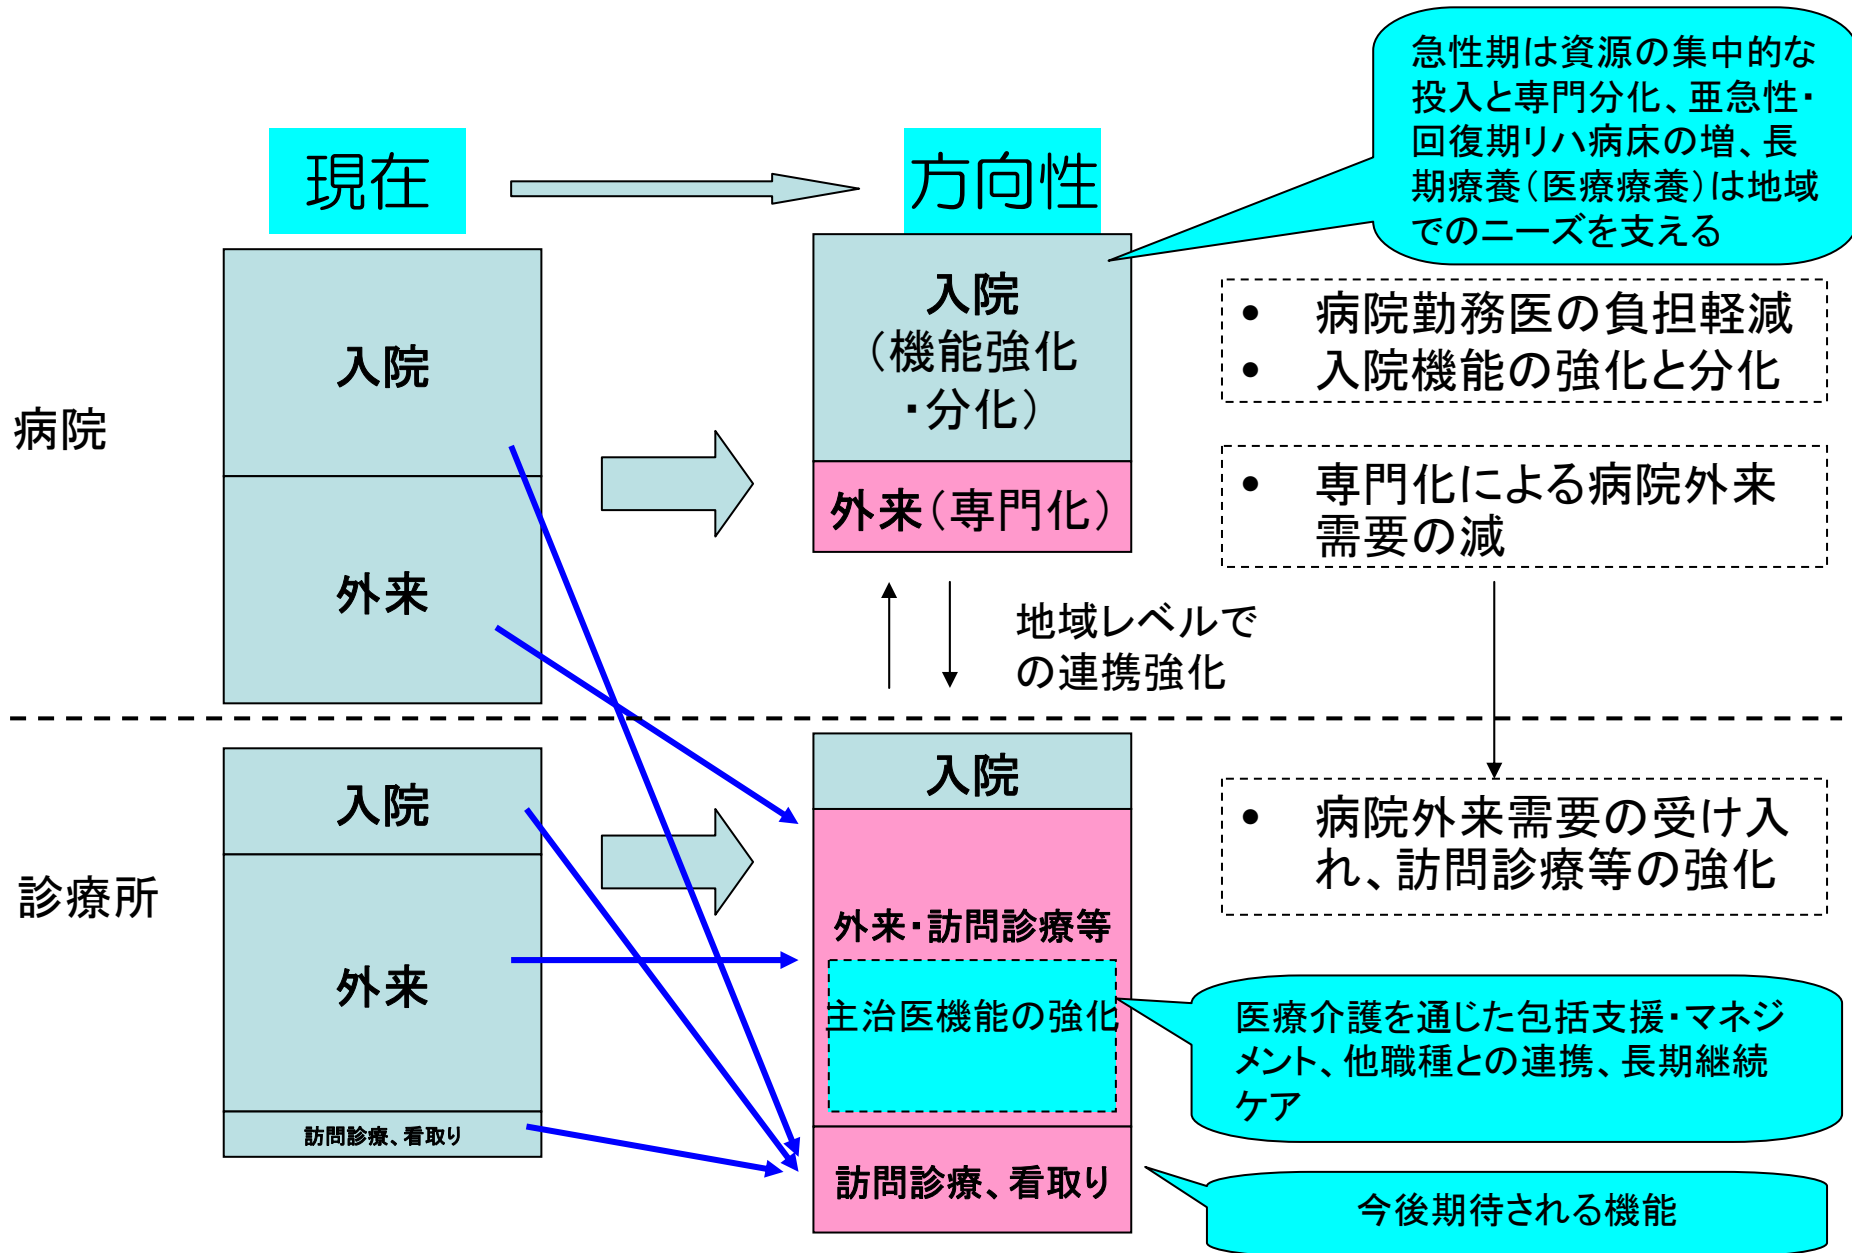 現在
方向性
急性期は資源の集中的な
投入と専門分化、亜急性・
回復期リハ病床の増、長
期療養(医療療養)は地域
でのニーズを支える
病院
入院
外来
入院
(機能強化
・分化)
外来(専門化)
• 病院勤務医の負担軽減
• 入院機能の強化と分化
• 専門化による病院外来
需要の減
地域レベルで
の連携強化
診療所
入院
外来
訪問診療、看取り
入院
外来・訪問診療等
主治医機能の強化
訪問診療、看取り
• 病院外来需要の受け入
れ、訪問診療等の強化
医療介護を通じた包括支援・マネジ
メント、他職種との連携、長期継続
ケア
今後期待される機能